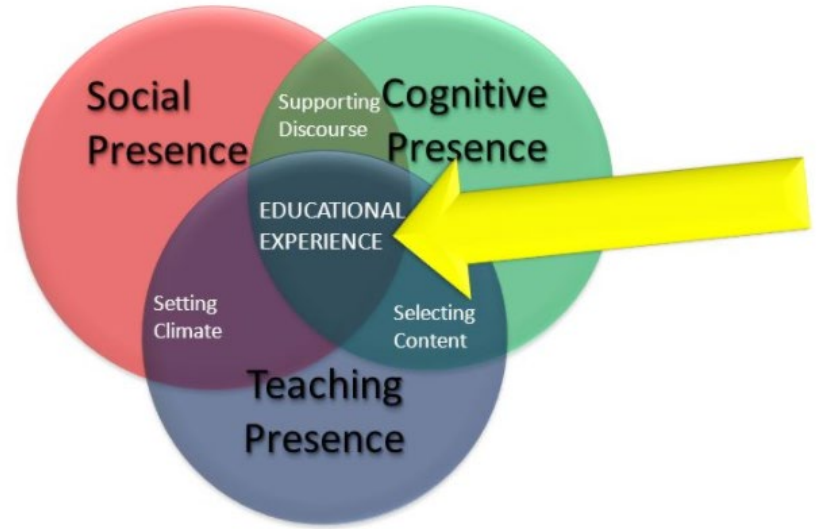 Social
Presence
Supporting
Discourse
Cognitive
Presence
EDUCATIONAL
EXPERIENCE
Setting
Climate
Selecting
Content
Teaching
Presence